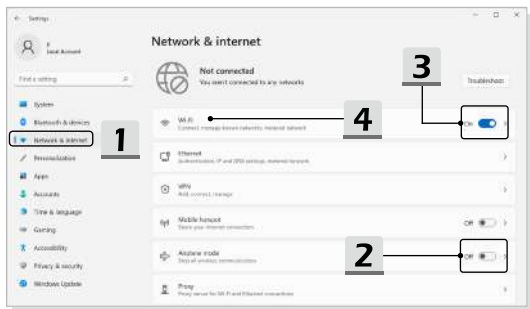 Settings
Network & internet
Local Account
Not connected
You aren't connected to any networks
3
Troubleshoot
Find a setting
System
Bluetooth & devices
Network & internet
1
Personalization
Apps
Accounts
Time & language
Gaming
Accessibility
Privacy & security
Windows Update
Wi-Fi
Connect, manage known networks, metered network
4
On
Ethernet
Authentication, IP and DNS settings, metered network
VPN
Add, connect, manage
Mobile hotspot
Share your internet connection
Off
2
Airplane mode
Stop all wireless communication
Off
Proxy
Proxy server for Wi-Fi and Ethernet connections